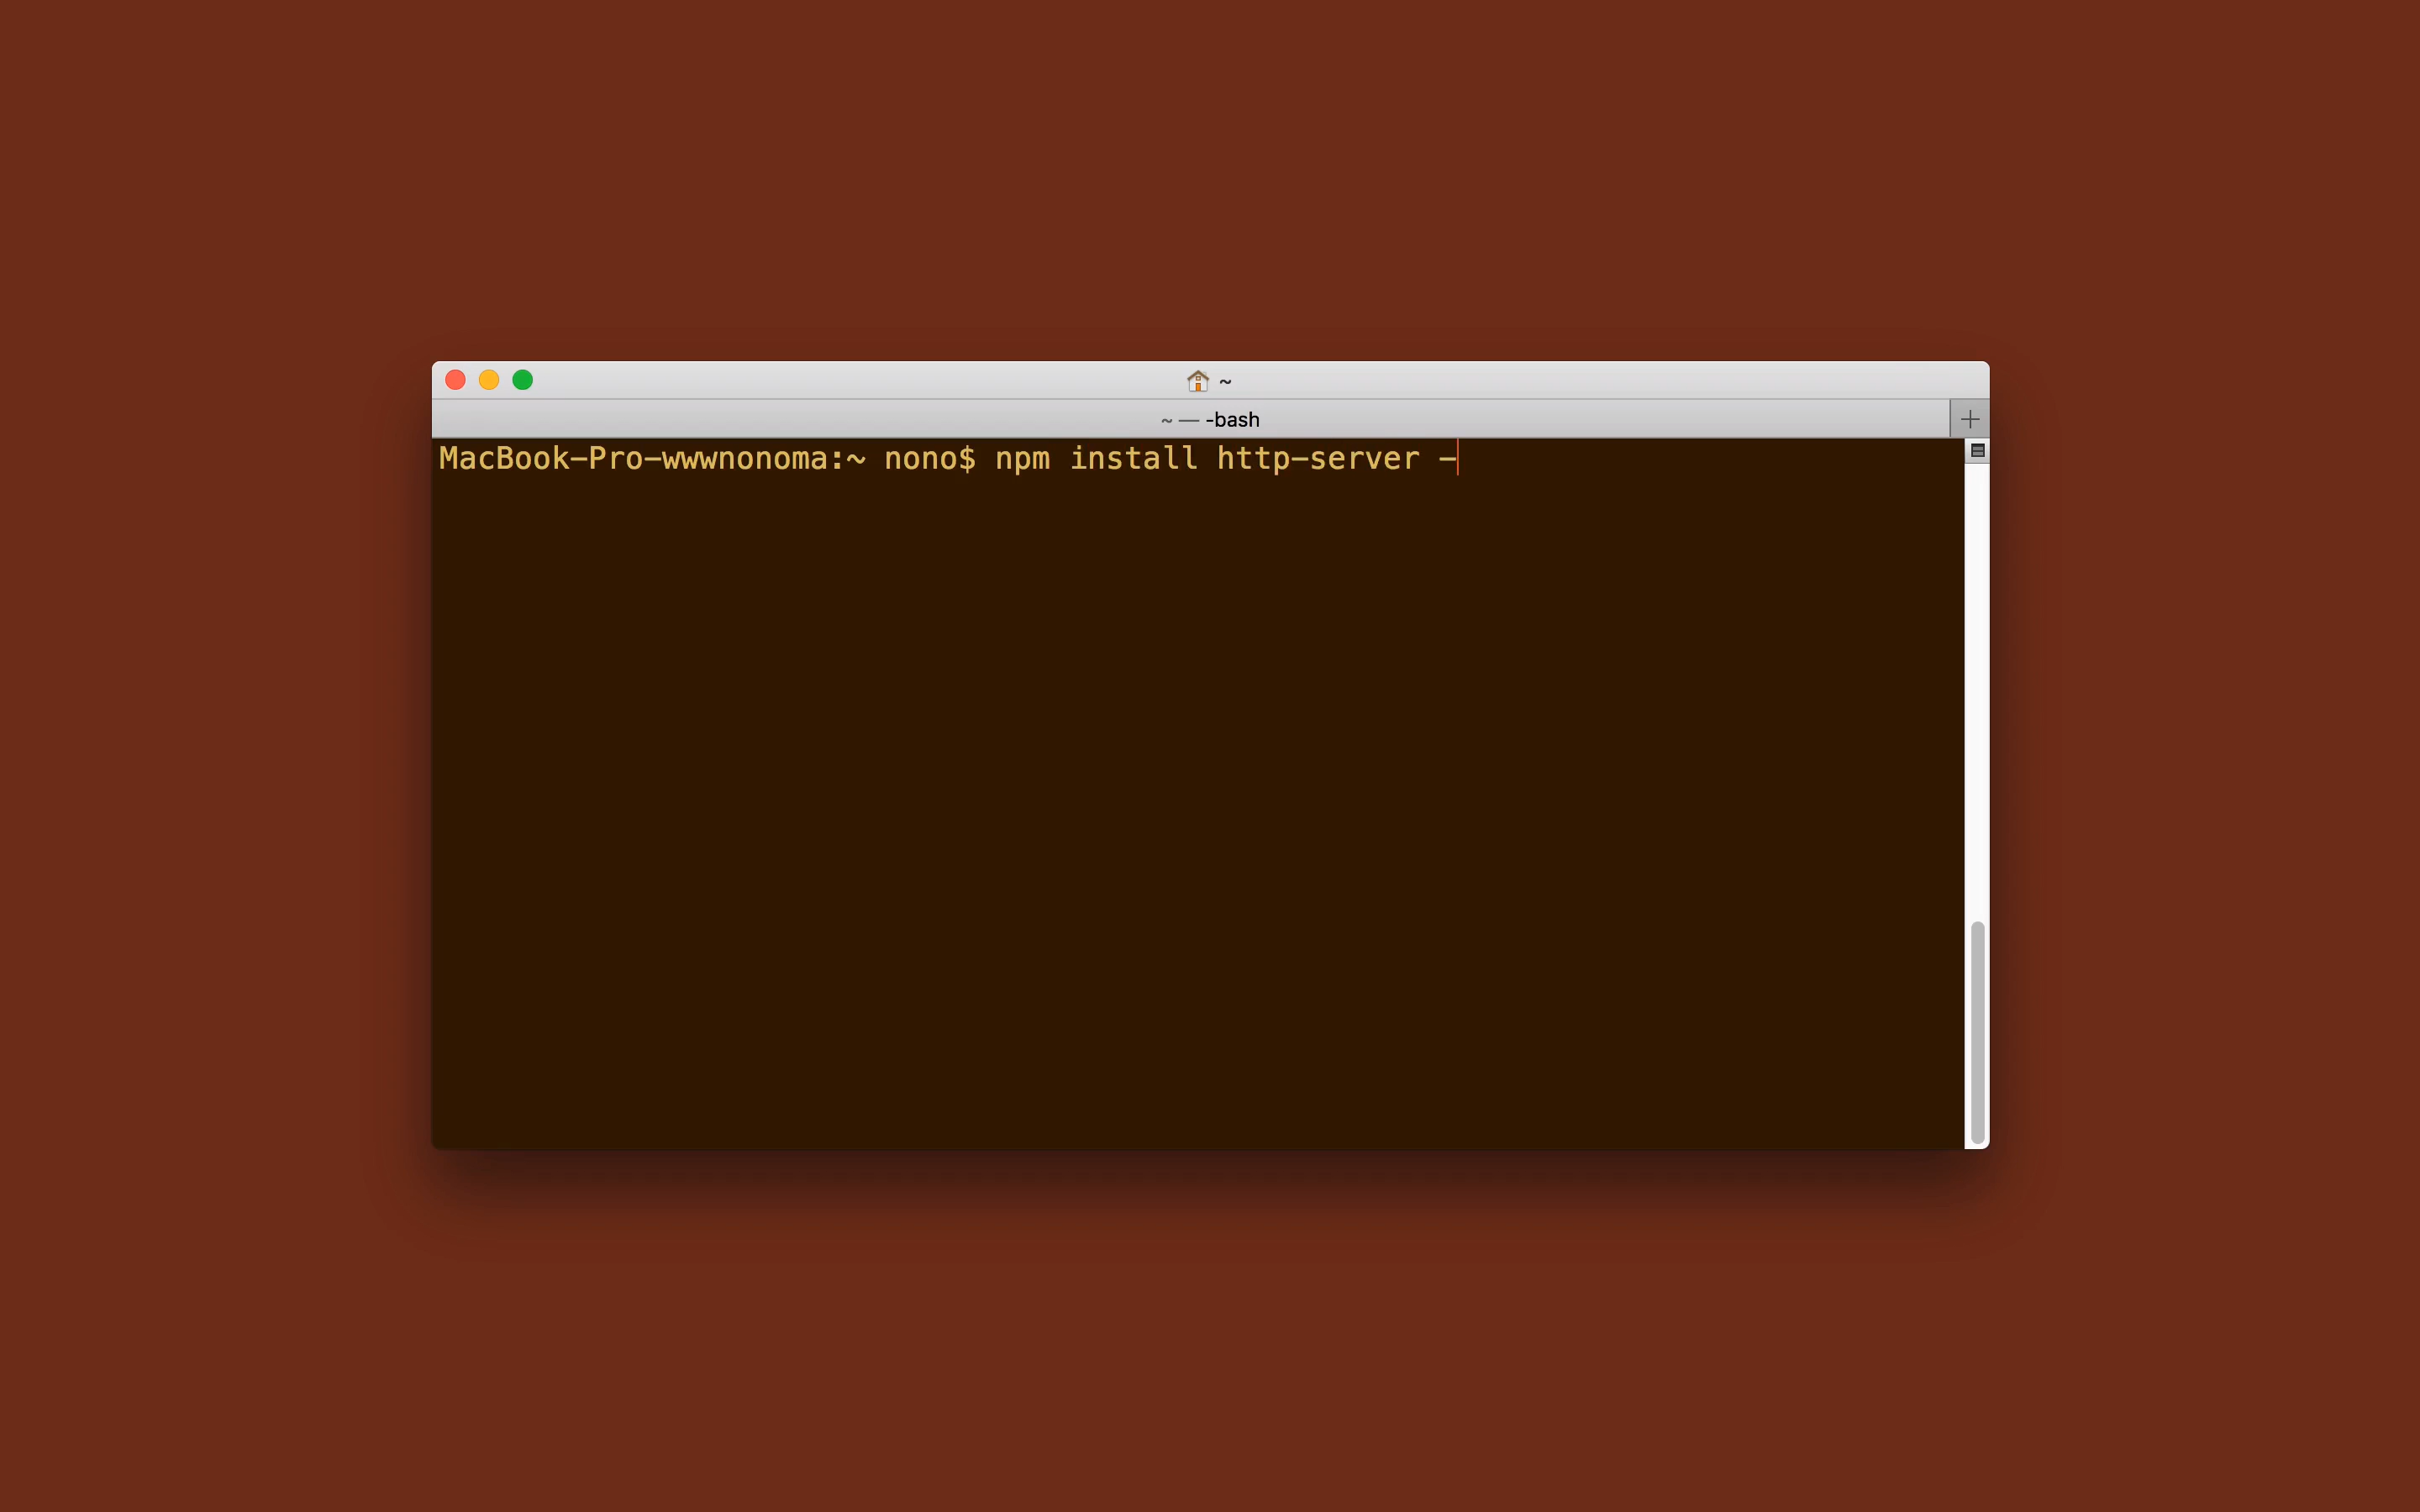 ~
~ — -bash
MacBook-Pro-wwwnonoma:~ nono$ npm install http-server -